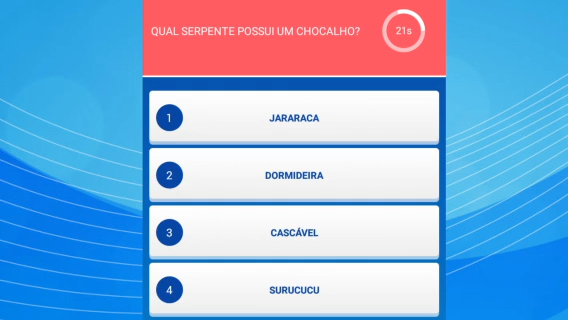 QUAL SERPENTE POSSUI UM CHOCALHO?
21s
1 JARARACA
2 DORMIDEIRA
3 CASCÁVEL
4 SURUCUCU